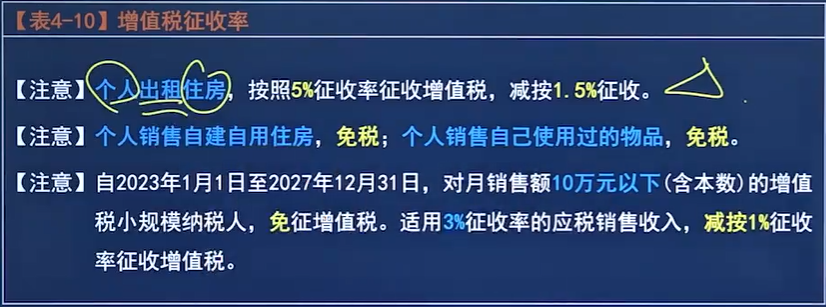 【表4-10】增值税征收率
【注意】个人出租住房，按照5%征收率征收增值税，减按1.5%征收。
【注意】个人销售自建自用住房，免税；个人销售自己使用过的物品，免税。
【注意】自2023年1月1日至2027年12月31日，对月销售额10万元以下(含本数)的增值
税小规模纳税人，免征增值税。适用3%征收率的应税销售收入，减按1%征收
率征收增值税。